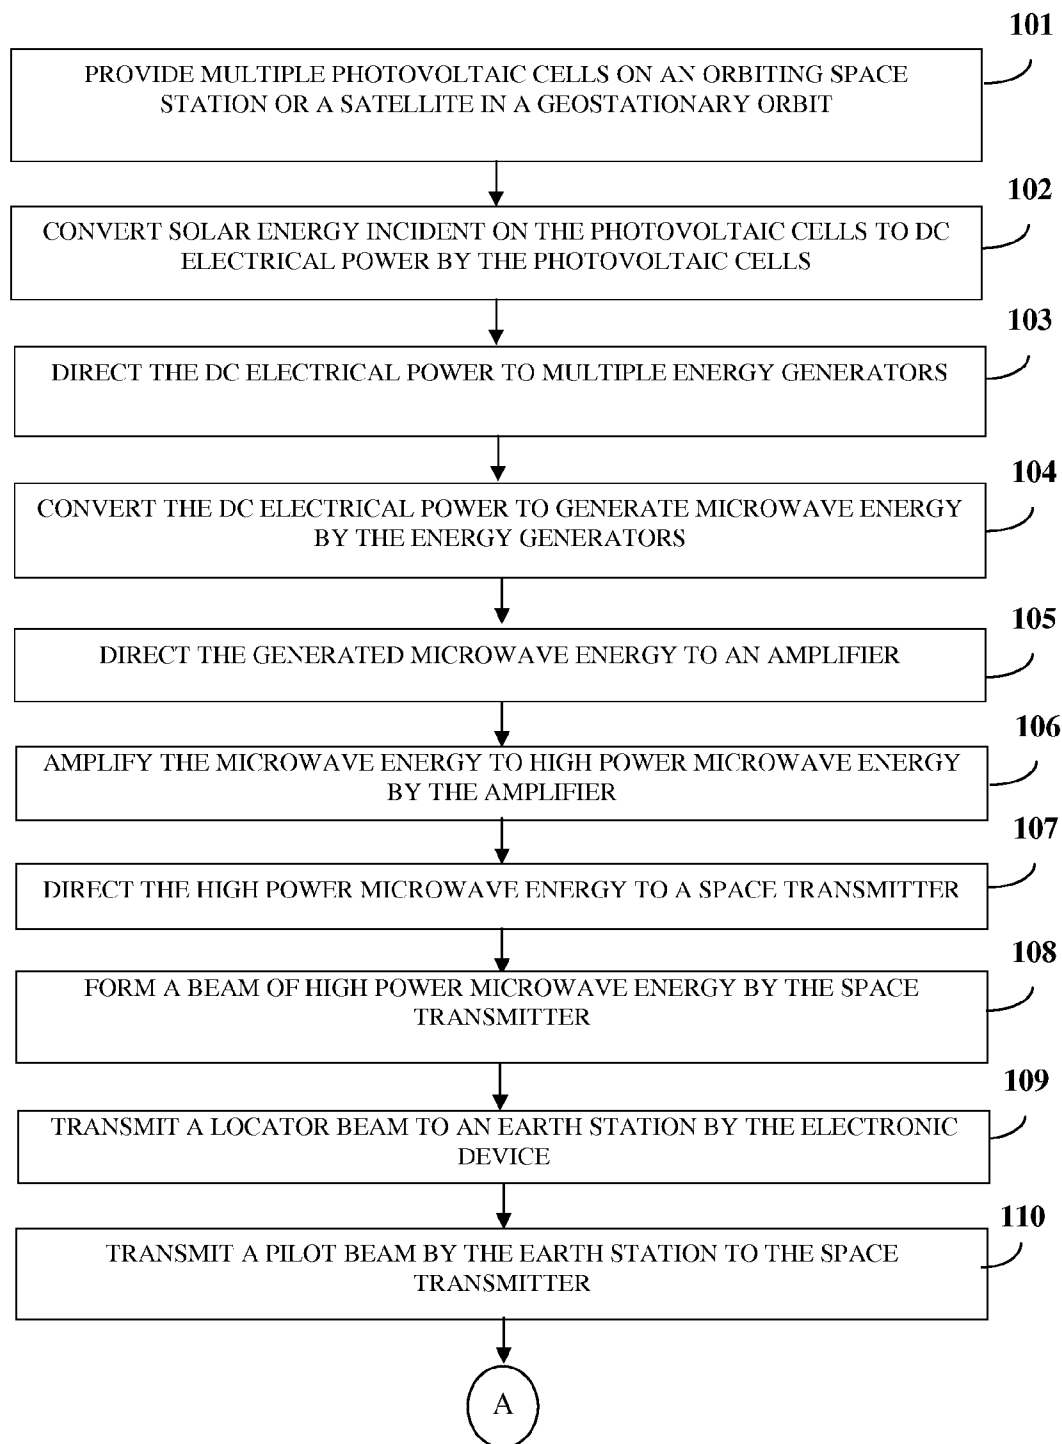 101
PROVIDE MULTIPLE PHOTOVOLTAIC CELLS ON AN ORBITING SPACE
STATION OR A SATELLITE IN A GEOSTATIONARY ORBIT
102
CONVERT SOLAR ENERGY INCIDENT ON THE PHOTOVOLTAIC CELLS TO DC
ELECTRICAL POWER BY THE PHOTOVOLTAIC CELLS
103
DIRECT THE DC ELECTRICAL POWER TO MULTIPLE ENERGY GENERATORS
104
CONVERT THE DC ELECTRICAL POWER TO GENERATE MICROWAVE ENERGY
BY THE ENERGY GENERATORS
105
DIRECT THE GENERATED MICROWAVE ENERGY TO AN AMPLIFIER
106
AMPLIFY THE MICROWAVE ENERGY TO HIGH POWER MICROWAVE ENERGY
BY THE AMPLIFIER
107
DIRECT THE HIGH POWER MICROWAVE ENERGY TO A SPACE TRANSMITTER
108
FORM A BEAM OF HIGH POWER MICROWAVE ENERGY BY THE SPACE
TRANSMITTER
109
TRANSMIT A LOCATOR BEAM TO AN EARTH STATION BY THE ELECTRONIC
DEVICE
110
TRANSMIT A PILOT BEAM BY THE EARTH STATION TO THE SPACE
TRANSMITTER
A